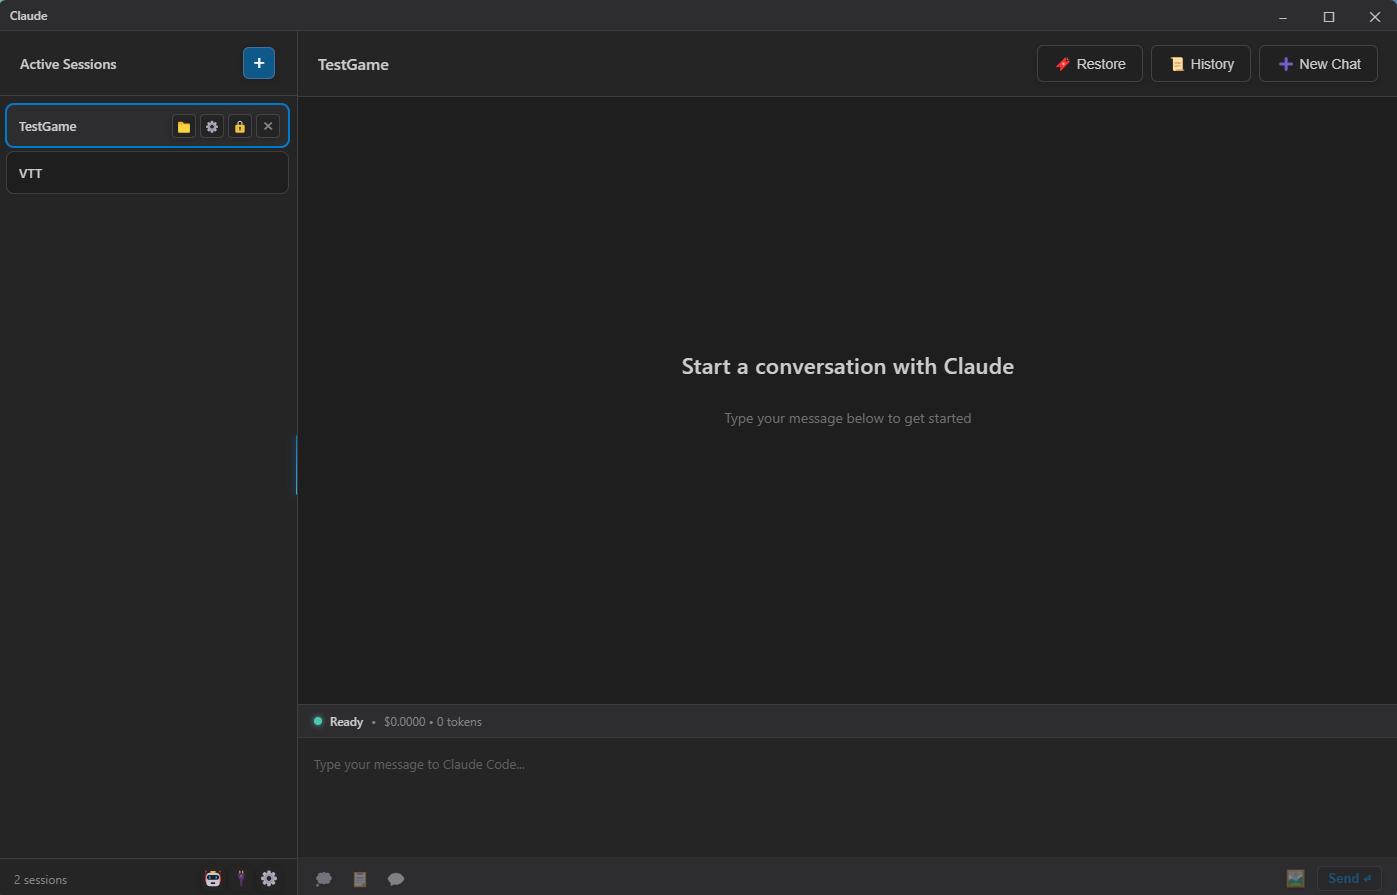 Claude
Active Sessions
+
TestGame
Restore
History
New Chat
TestGame
VTT
Start a conversation with Claude
Type your message below to get started
Ready • $0.0000 • 0 tokens
Type your message to Claude Code...
2 sessions
Send ⏎